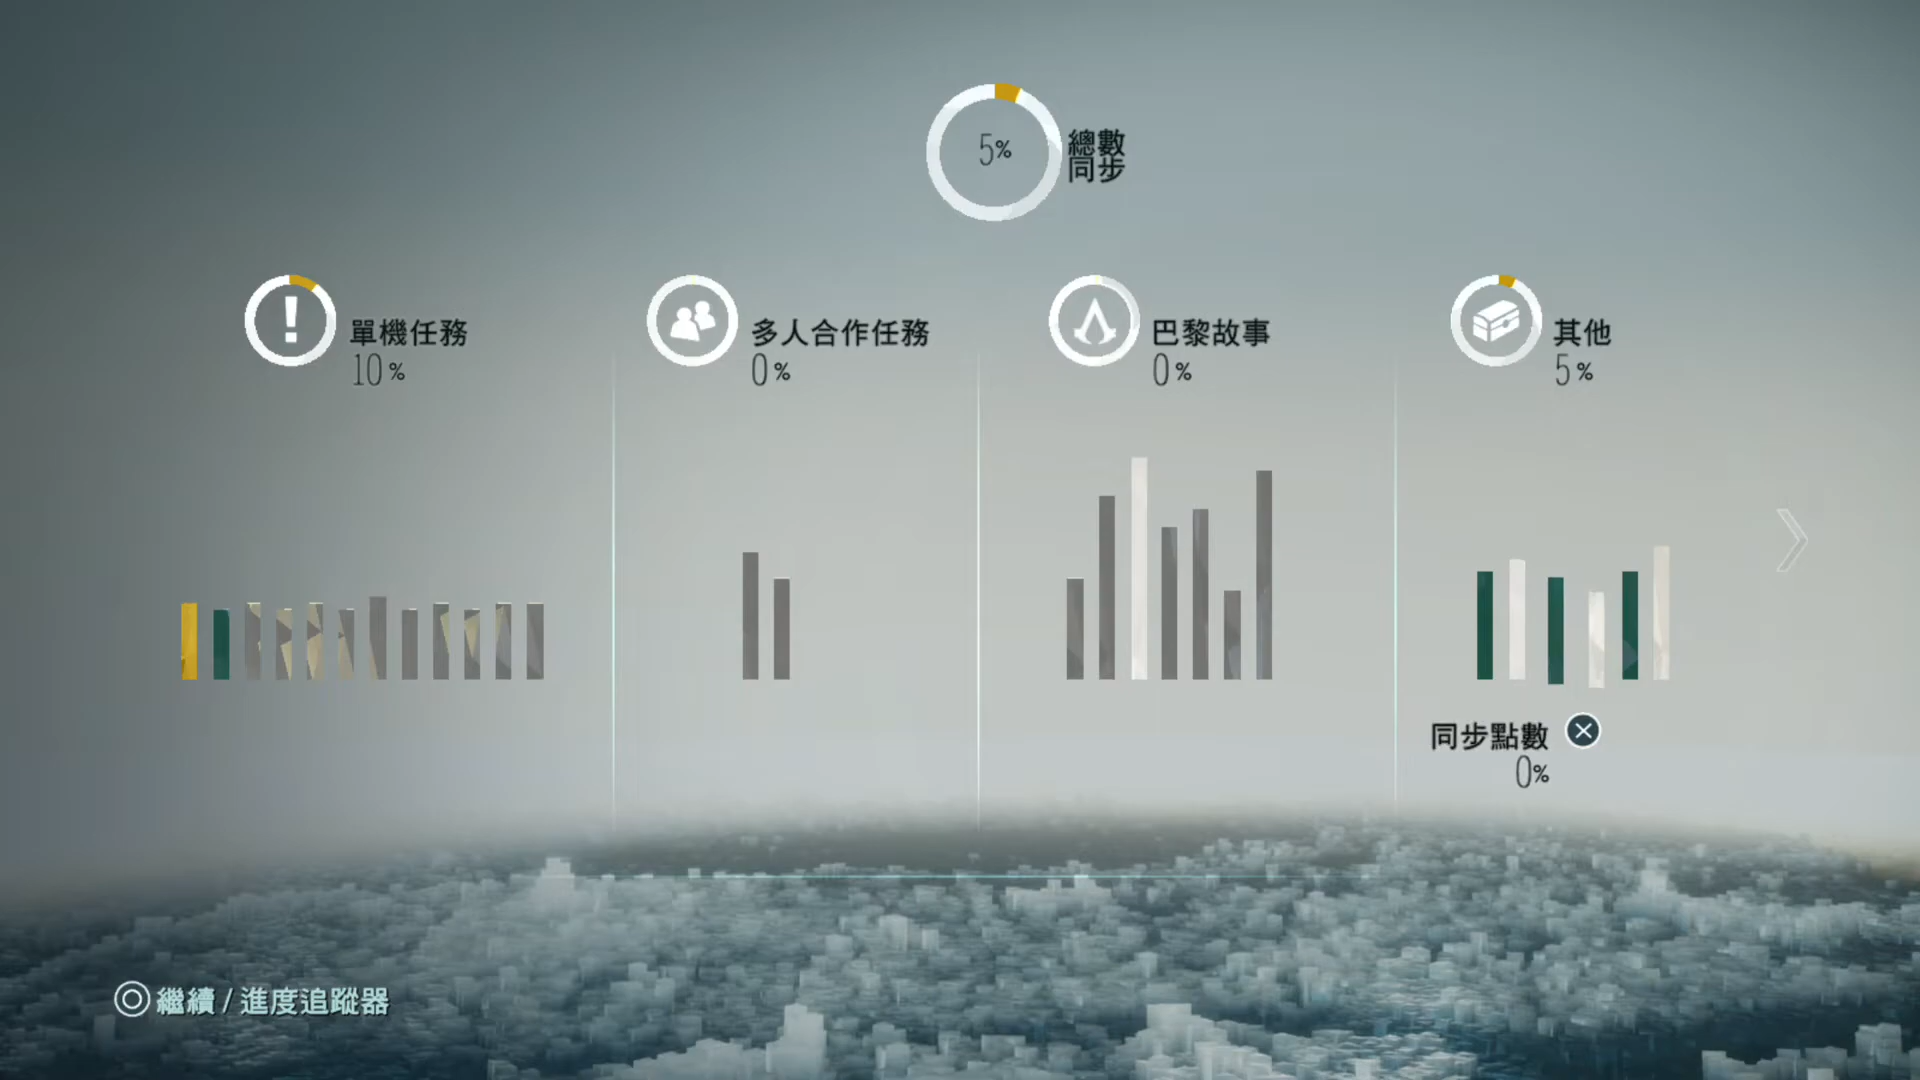 5%
總數
同步
單機任務
10%
多人合作任務
0%
巴黎故事
0%
其他
5%
同步點數
0%
繼續 / 進度追蹤器